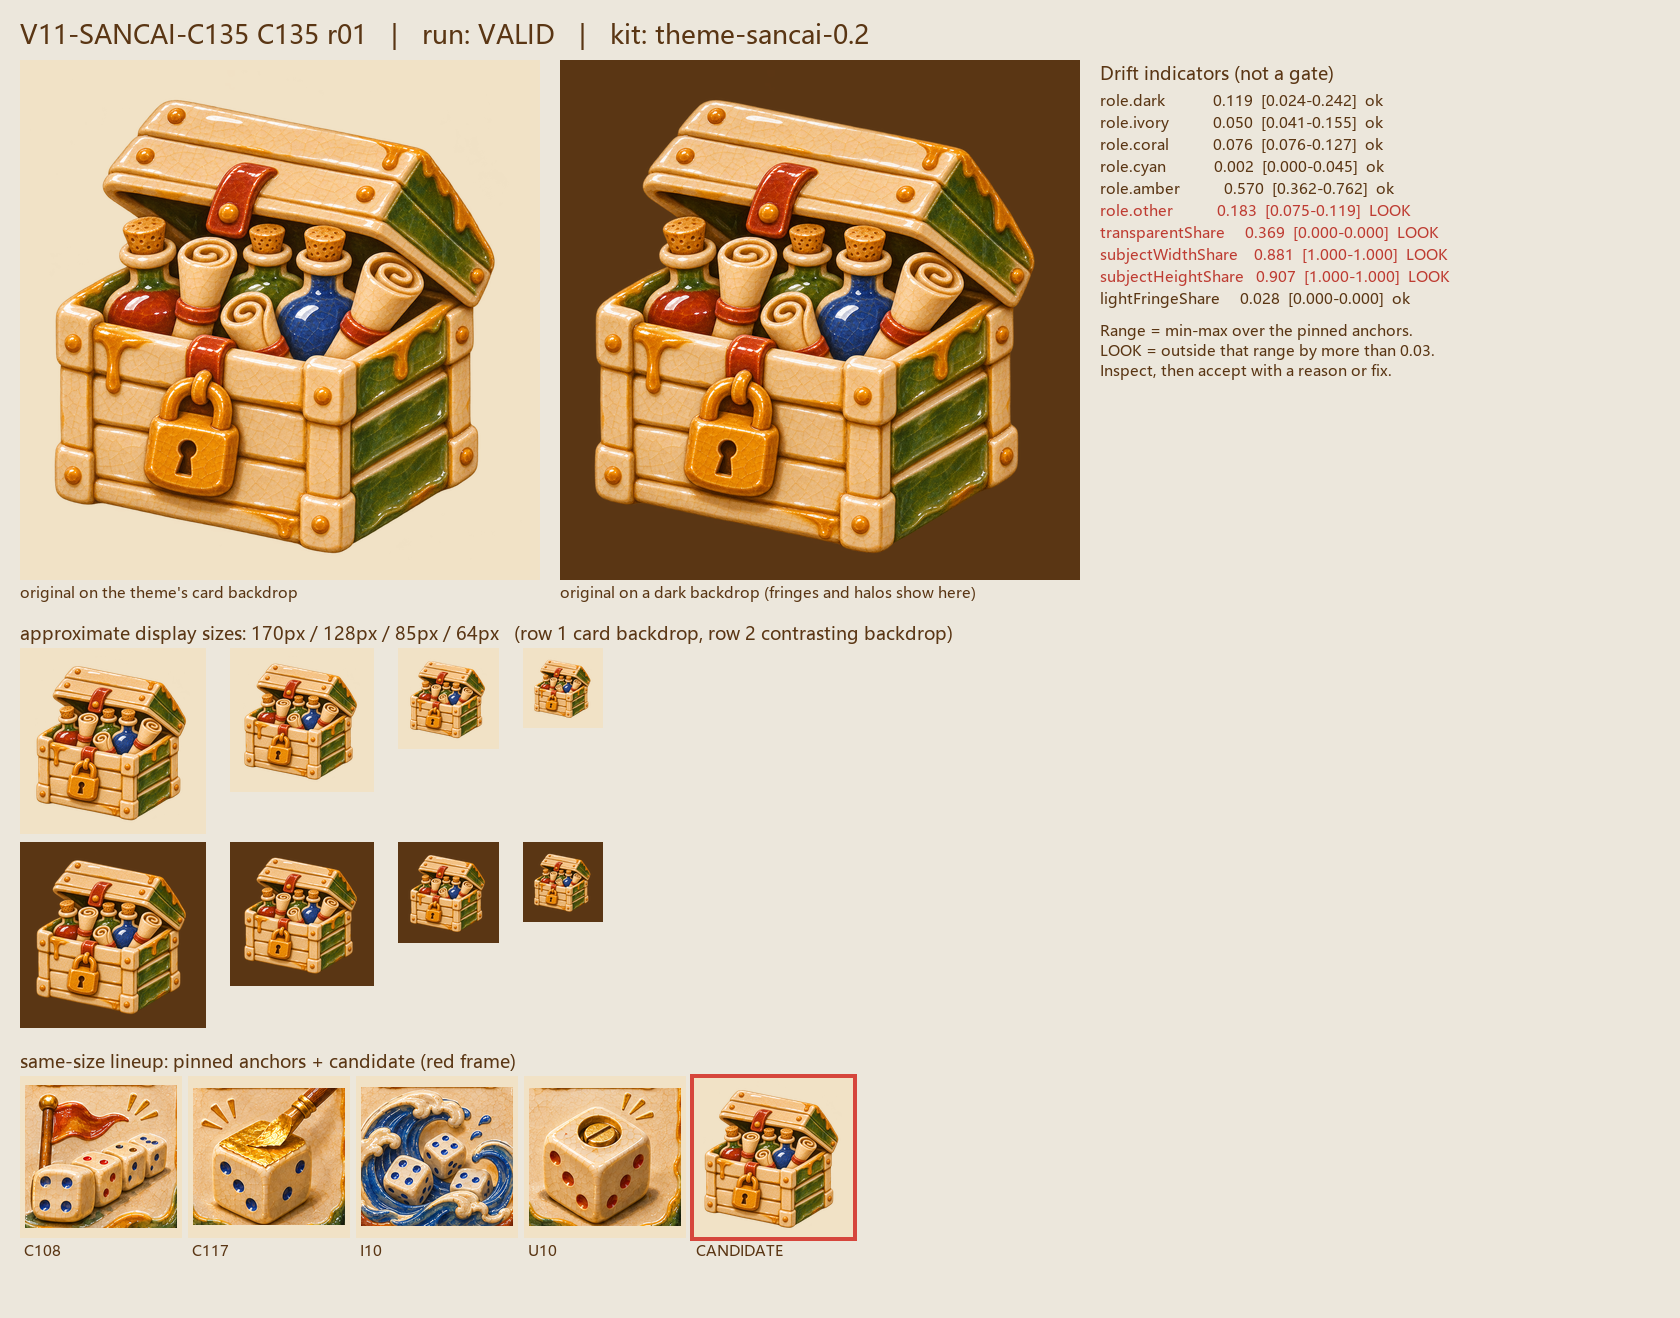 V11-SANCAI-C135 C135 r01 | run: VALID | kit: theme-sancai-0.2
Drift indicators (not a gate)
role.dark 0.119 [0.024-0.242] ok
role.ivory 0.050 [0.041-0.155] ok
role.coral 0.076 [0.076-0.127] ok
role.cyan 0.002 [0.000-0.045] ok
role.amber 0.570 [0.362-0.762] ok
role.other 0.183 [0.075-0.119] LOOK
transparentShare 0.369 [0.000-0.000] LOOK
subjectWidthShare 0.881 [1.000-1.000] LOOK
subjectHeightShare 0.907 [1.000-1.000] LOOK
lightFringeShare 0.028 [0.000-0.000] ok
Range = min-max over the pinned anchors.
LOOK = outside that range by more than 0.03.
Inspect, then accept with a reason or fix.
original on the theme's card backdrop
original on a dark backdrop (fringes and halos show here)
approximate display sizes: 170px / 128px / 85px / 64px (row 1 card backdrop, row 2 contrasting backdrop)
same-size lineup: pinned anchors + candidate (red frame)
C108
C117
I10
U10
CANDIDATE